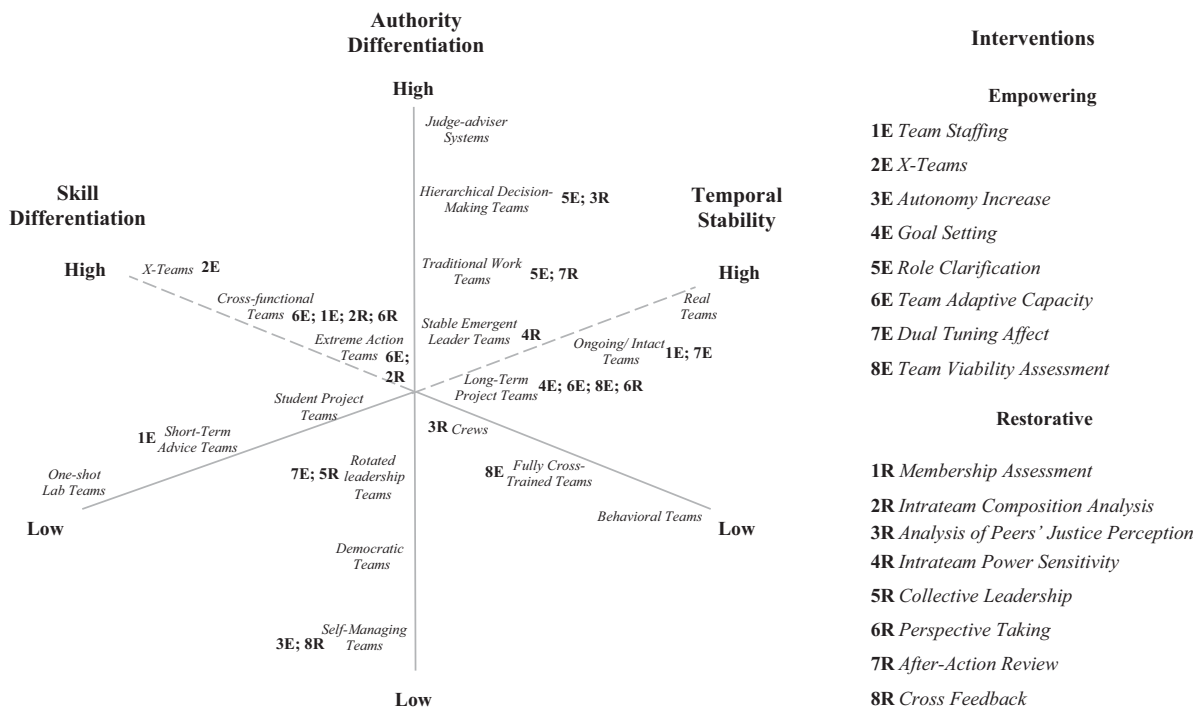 Authority
Differentiation
High
Judge-adviser
Systems
Hierarchical Decision-
Making Teams 5E; 3R
Traditional Work
Teams 5E; 7R
Stable Emergent
Leader Teams 4R
Skill
Differentiation
High
X-Teams 2E
Cross-functional
Teams 6E; 1E; 2R; 6R
Extreme Action
Teams 6E;
2R
Temporal
Stability
High
Real
Teams
Ongoing/ Intact
Teams 1E; 7E
Long-Term
Project Teams 4E; 6E; 8E; 6R
Student Project
Teams
1E Short-Term
Advice Teams
One-shot
Lab Teams
Low
3R Crews
8E Fully Cross-
Trained Teams
Behavioral Teams
Low
7E; 5R Rotated
leadership
Teams
Democratic
Teams
3E; 8R Self-Managing
Teams
Low
Interventions
Empowering
1E Team Staffing
2E X-Teams
3E Autonomy Increase
4E Goal Setting
5E Role Clarification
6E Team Adaptive Capacity
7E Dual Tuning Affect
8E Team Viability Assessment
Restorative
1R Membership Assessment
2R Intrateam Composition Analysis
3R Analysis of Peers' Justice Perception
4R Intrateam Power Sensitivity
5R Collective Leadership
6R Perspective Taking
7R After-Action Review
8R Cross Feedback